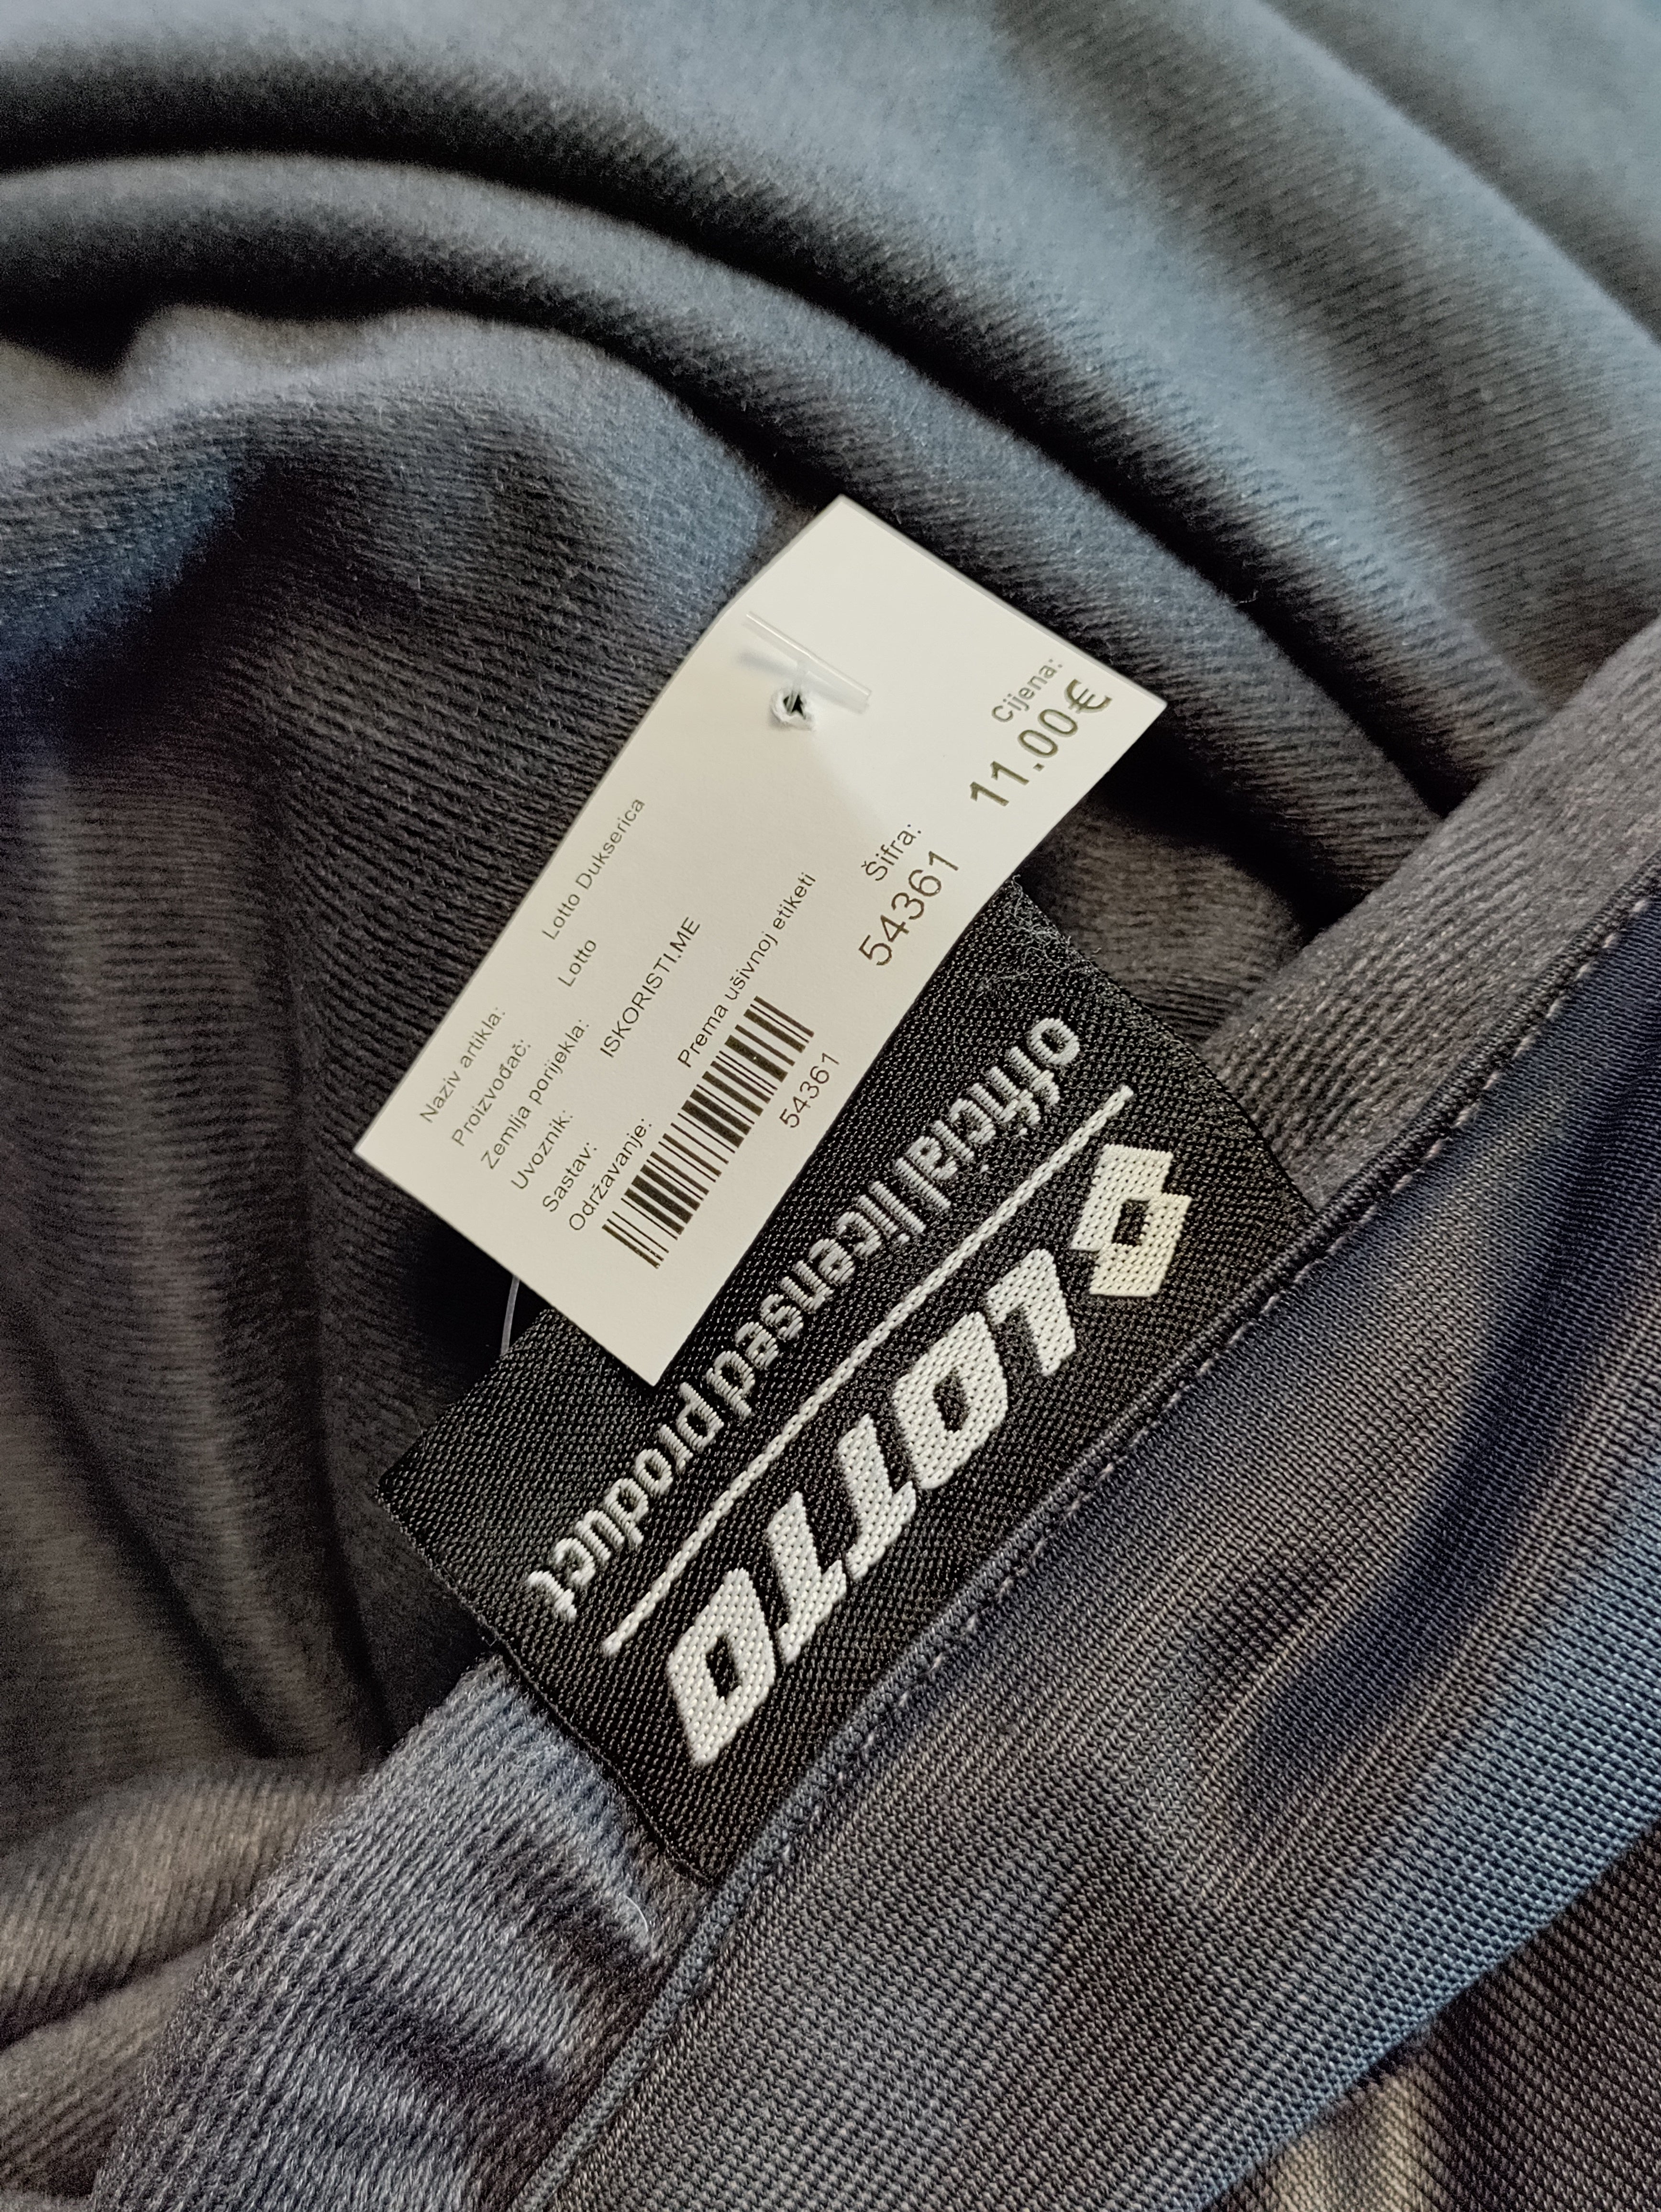 Naziv artikla: Lotto Dukserica
Proizvođač: Lotto
Zemlja porijekla:
Uvoznik: ISKORISTI.ME
Sastav:
Održavanje: Prema ušivnoj etiketi
54361
Šifra:
54361
Cijena:
11.00€
LOTTO
official licensed product